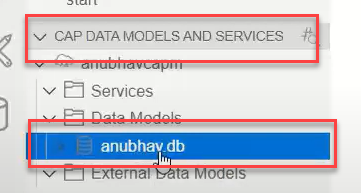 start
CAP DATA MODELS AND SERVICES
anubhavcapm
Services
Data Models
anubhav.db
External Data Models